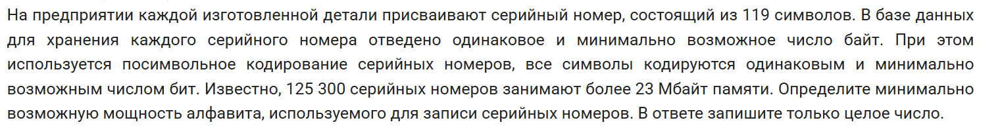 На предприятии каждой изготовленной детали присваивают серийный номер, состоящий из 119 символов. В базе данных
для хранения каждого серийного номера отведено одинаковое и минимально возможное число байт. При этом
используется посимвольное кодирование серийных номеров, все символы кодируются одинаковым и минимально
возможным числом бит. Известно, 125 300 серийных номеров занимают более 23 Мбайт памяти. Определите минимально
возможную мощность алфавита, используемого для записи серийных номеров. В ответе запишите только целое число.